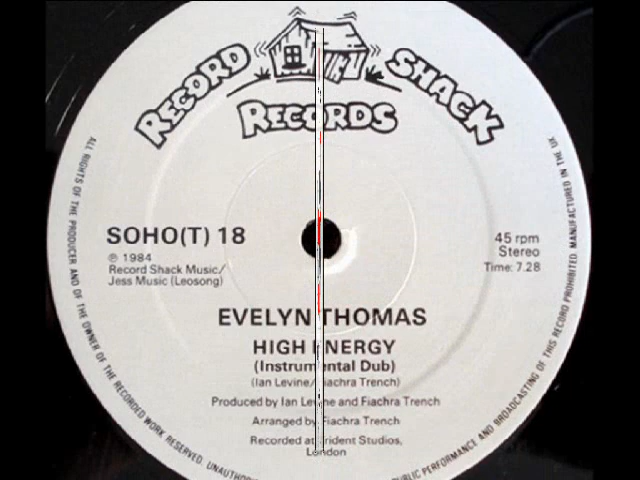 RECORD SHACK
RECORDS
SOHO(T) 18
℗ 1984
Record Shack Music/
Jess Music (Leosong)
45 rpm
Stereo
Time: 7.28
EVELYN THOMAS
HIGH ENERGY
(Instrumental Dub)
(Ian Levine/Fiachra Trench)
Produced by Ian Levine and Fiachra Trench
Arranged by Fiachra Trench
Recorded at Trident Studios,
London
ALL RIGHTS OF THE PRODUCER AND OF THE OWNER OF THE RECORDED WORK RESERVED. UNAUTHO
PUBLIC PERFORMANCE AND BROADCASTING OF THIS RECORD PROHIBITED. MANUFACTURED IN THE UK